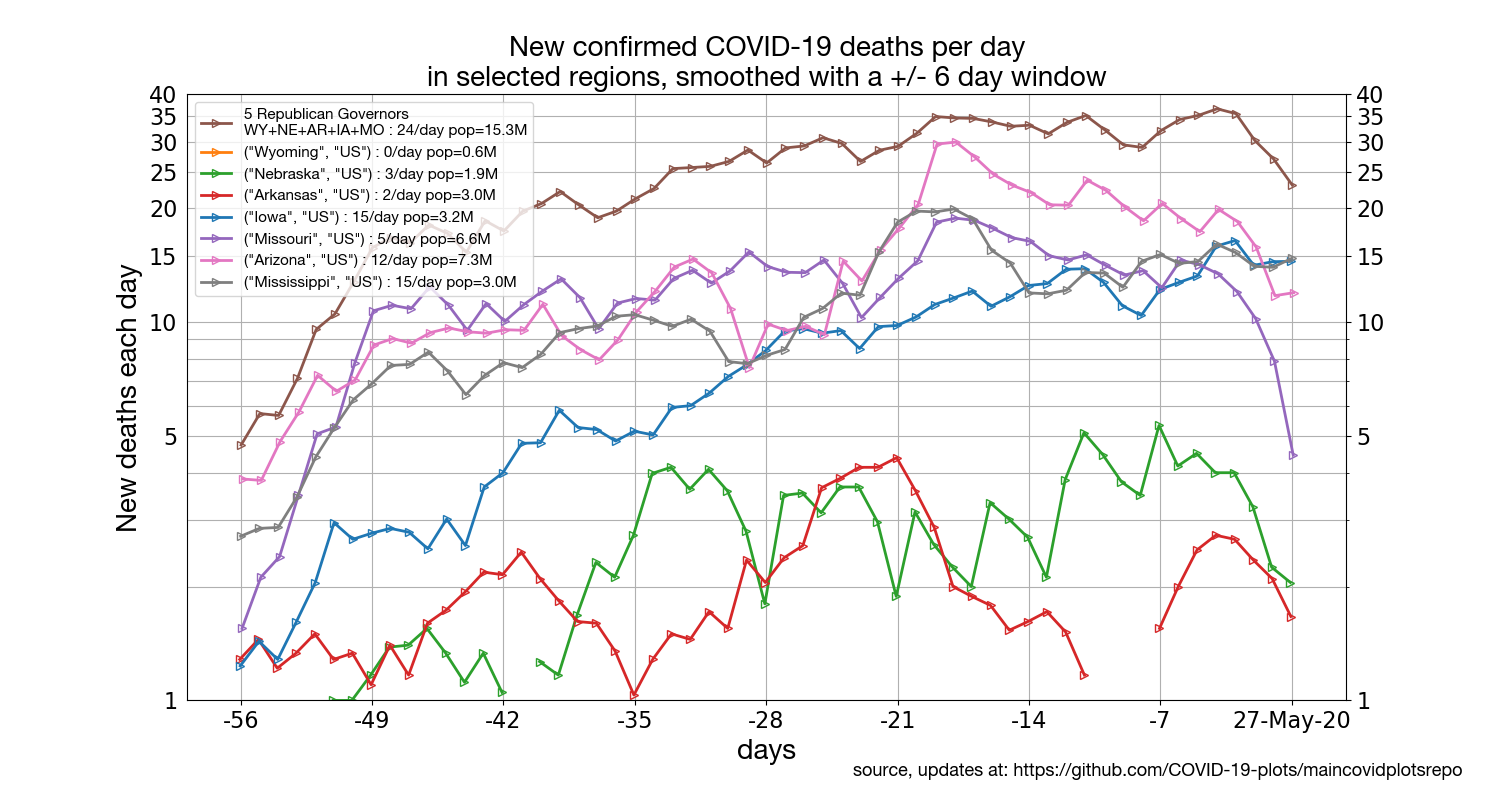 New confirmed COVID-19 deaths per day
in selected regions, smoothed with a +/- 6 day window
40
35
30
25
20
15
10
5
1
New deaths each day
5 Republican Governors
WY+NE+AR+IA+MO : 24/day pop=15.3M
("Wyoming", "US") : 0/day pop=0.6M
("Nebraska", "US") : 3/day pop=1.9M
("Arkansas", "US") : 2/day pop=3.0M
("Iowa", "US") : 15/day pop=3.2M
("Missouri", "US") : 5/day pop=6.6M
("Arizona", "US") : 12/day pop=7.3M
("Mississippi", "US") : 15/day pop=3.0M
40
35
30
25
20
15
10
5
1
-56 -49 -42 -35 -28 -21 -14 -7 27-May-20
days
source, updates at: https://github.com/COVID-19-plots/maincovidplotsrepo